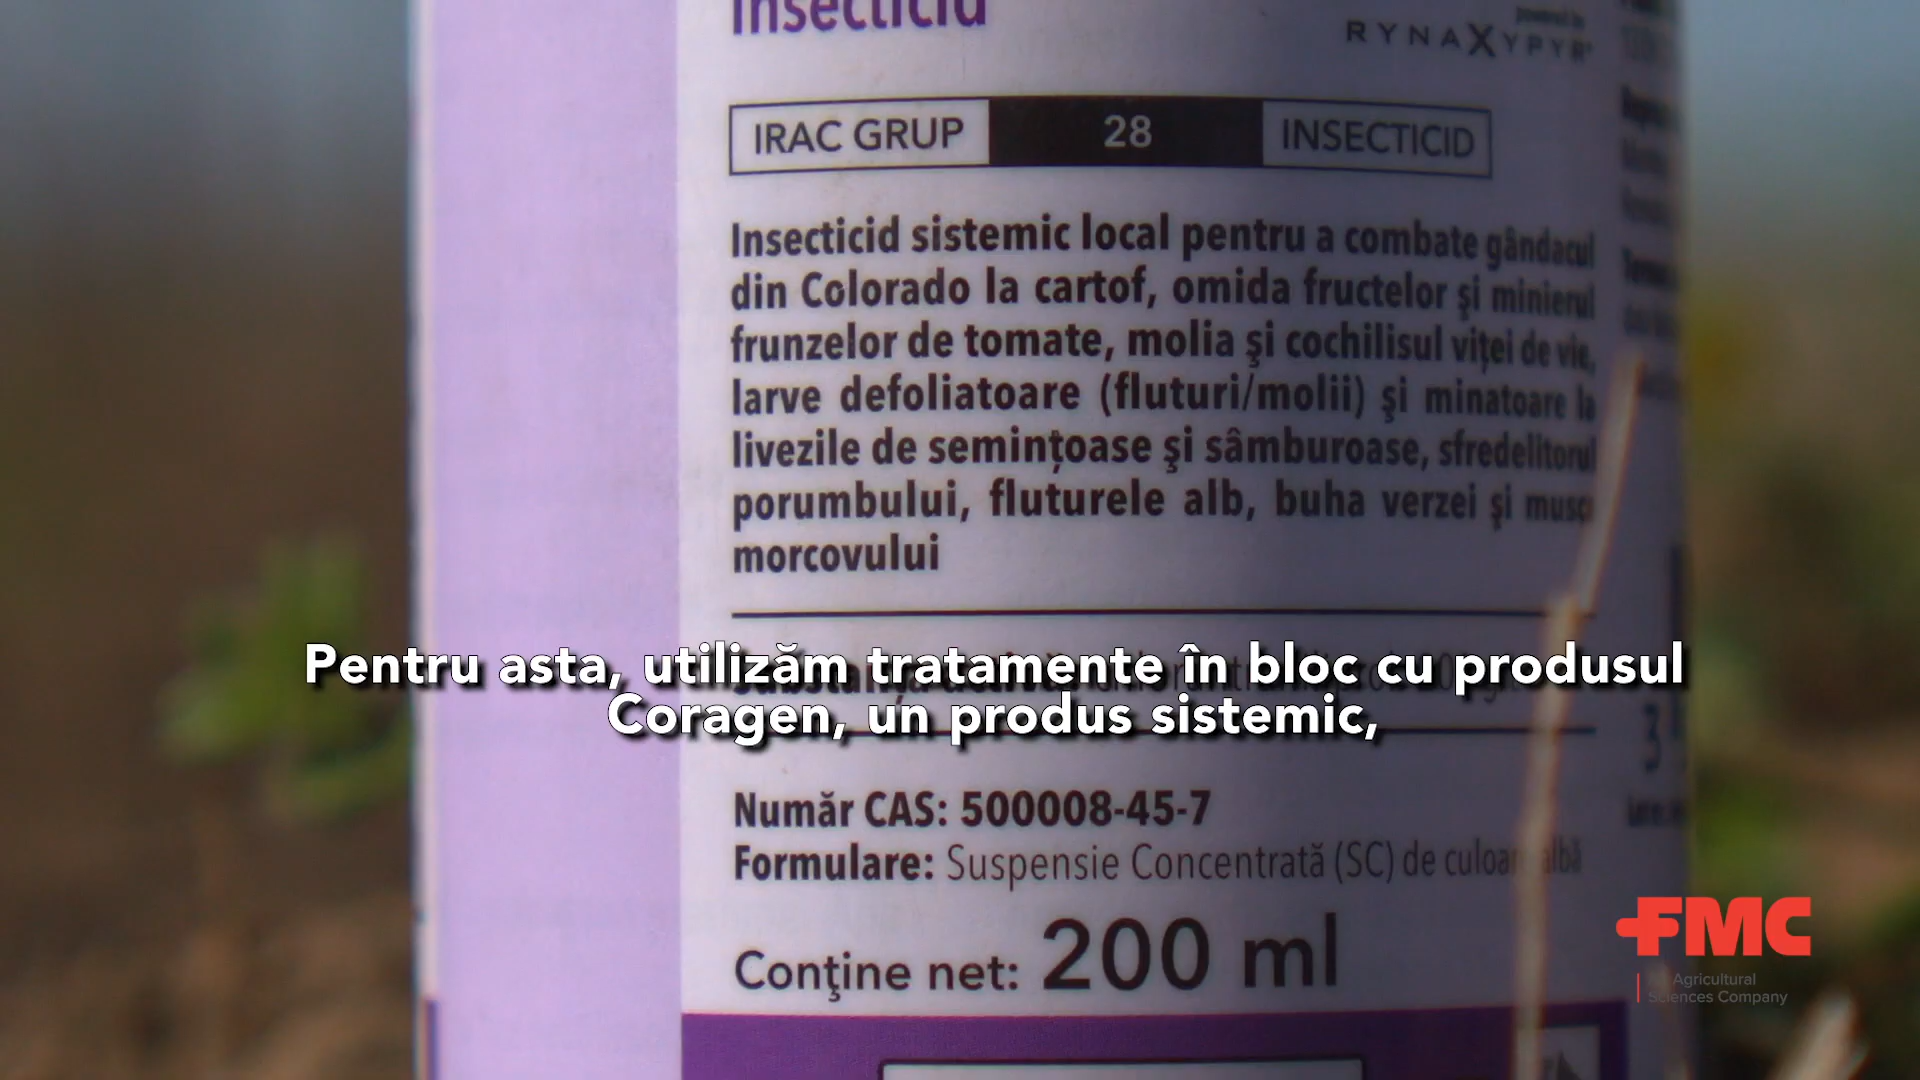 Insecticid
powered by
RYNAXYPYR®
IRAC GRUP 28 INSECTICID
Insecticid sistemic local pentru a combate gândacul
din Colorado la cartof, omida fructelor şi minierul
frunzelor de tomate, molia şi cochilisul viţei de vie,
larve defoliatoare (fluturi/molii) şi minatoare la
livezile de seminţoase şi sâmburoase, sfredelitorul
porumbului, fluturele alb, buha verzei şi musca
morcovului
Pentru asta, utilizăm tratamente în bloc cu produsul
Coragen, un produs sistemic,
Număr CAS: 500008-45-7
Formulare: Suspensie Concentrată (SC) de culoare albă
Conţine net: 200 ml
FMC
An Agricultural
Sciences Company